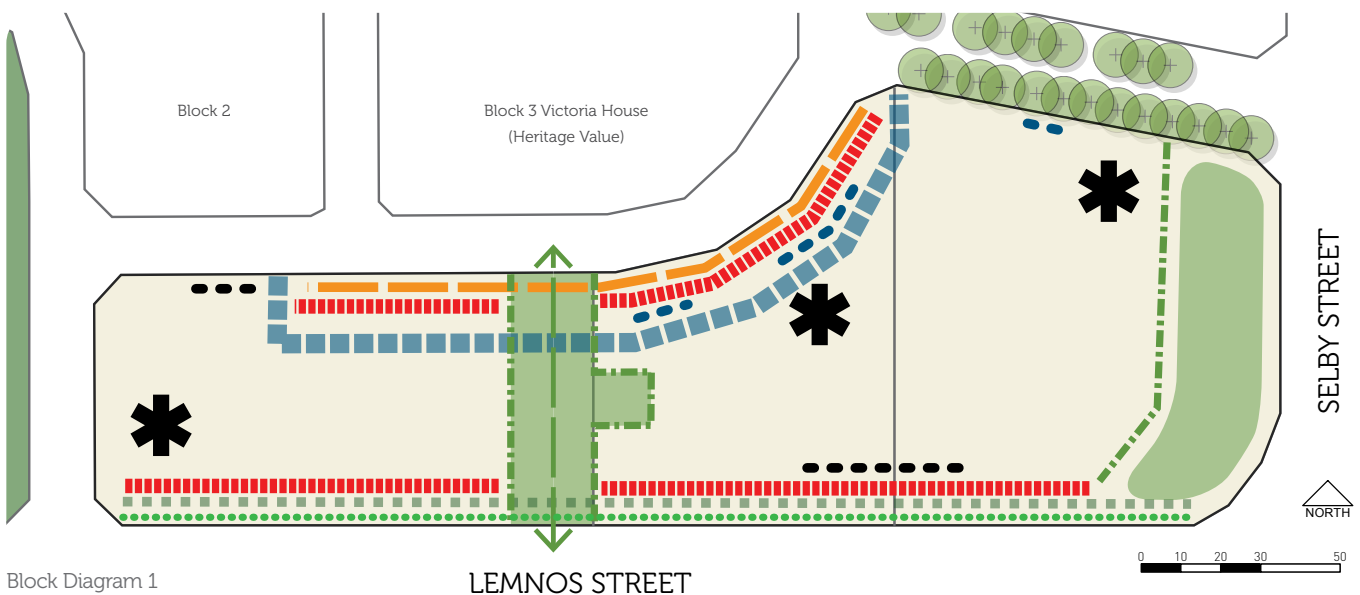 Block 2
Block 3 Victoria House
(Heritage Value)
SELBY STREET
NORTH
0 10 20 30 50
Block Diagram 1
LEMNOS STREET